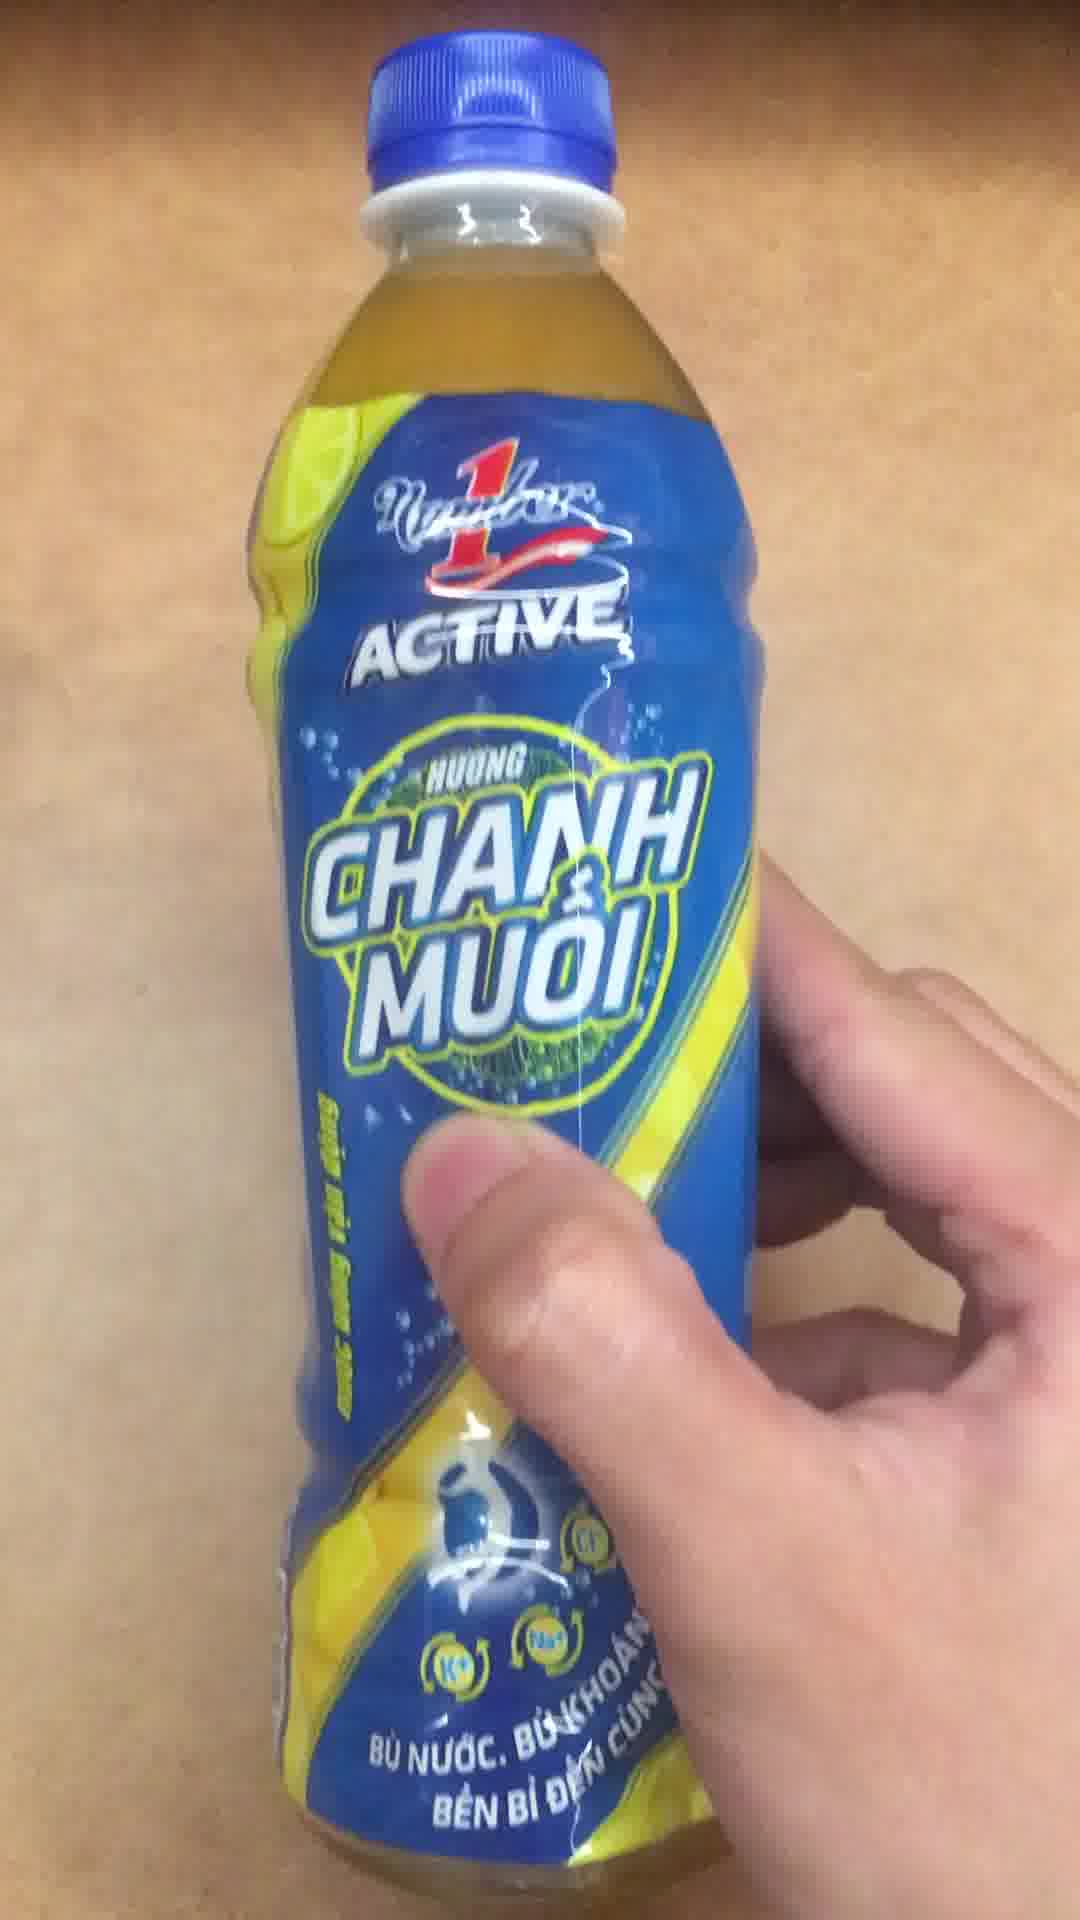 Number 1
ACTIVE
HƯƠNG
CHANH
MUỐI
K+
Na+
BÙ NƯỚC. BÙ KHOÁN
BỀN BỈ ĐẾN CÙNG